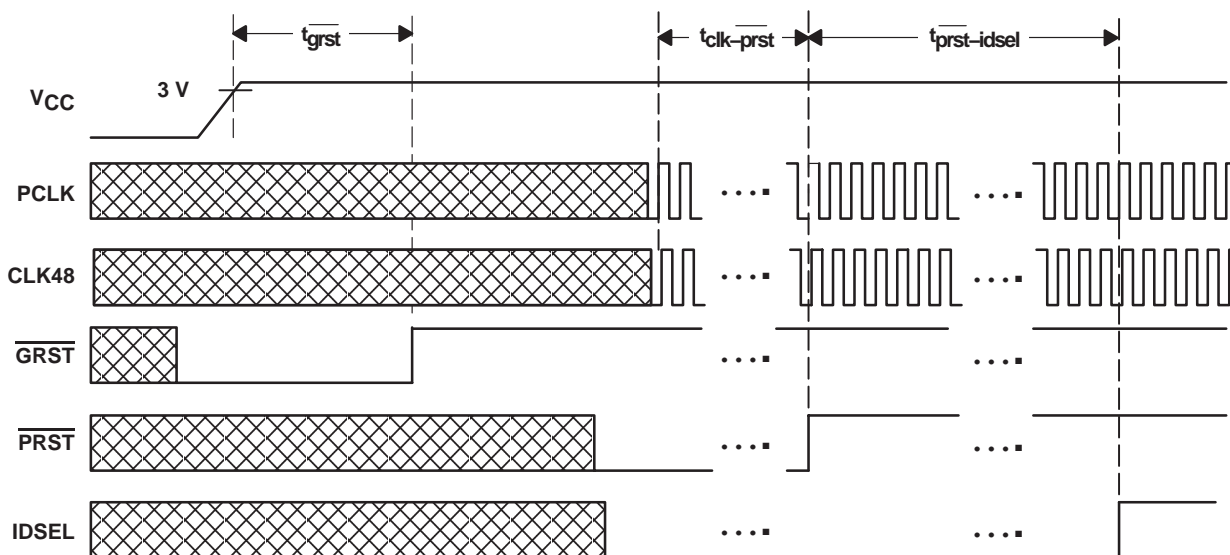 tgrst
tclk–prst
tprst–idsel
3 V
VCC
PCLK
CLK48
GRST
PRST
IDSEL